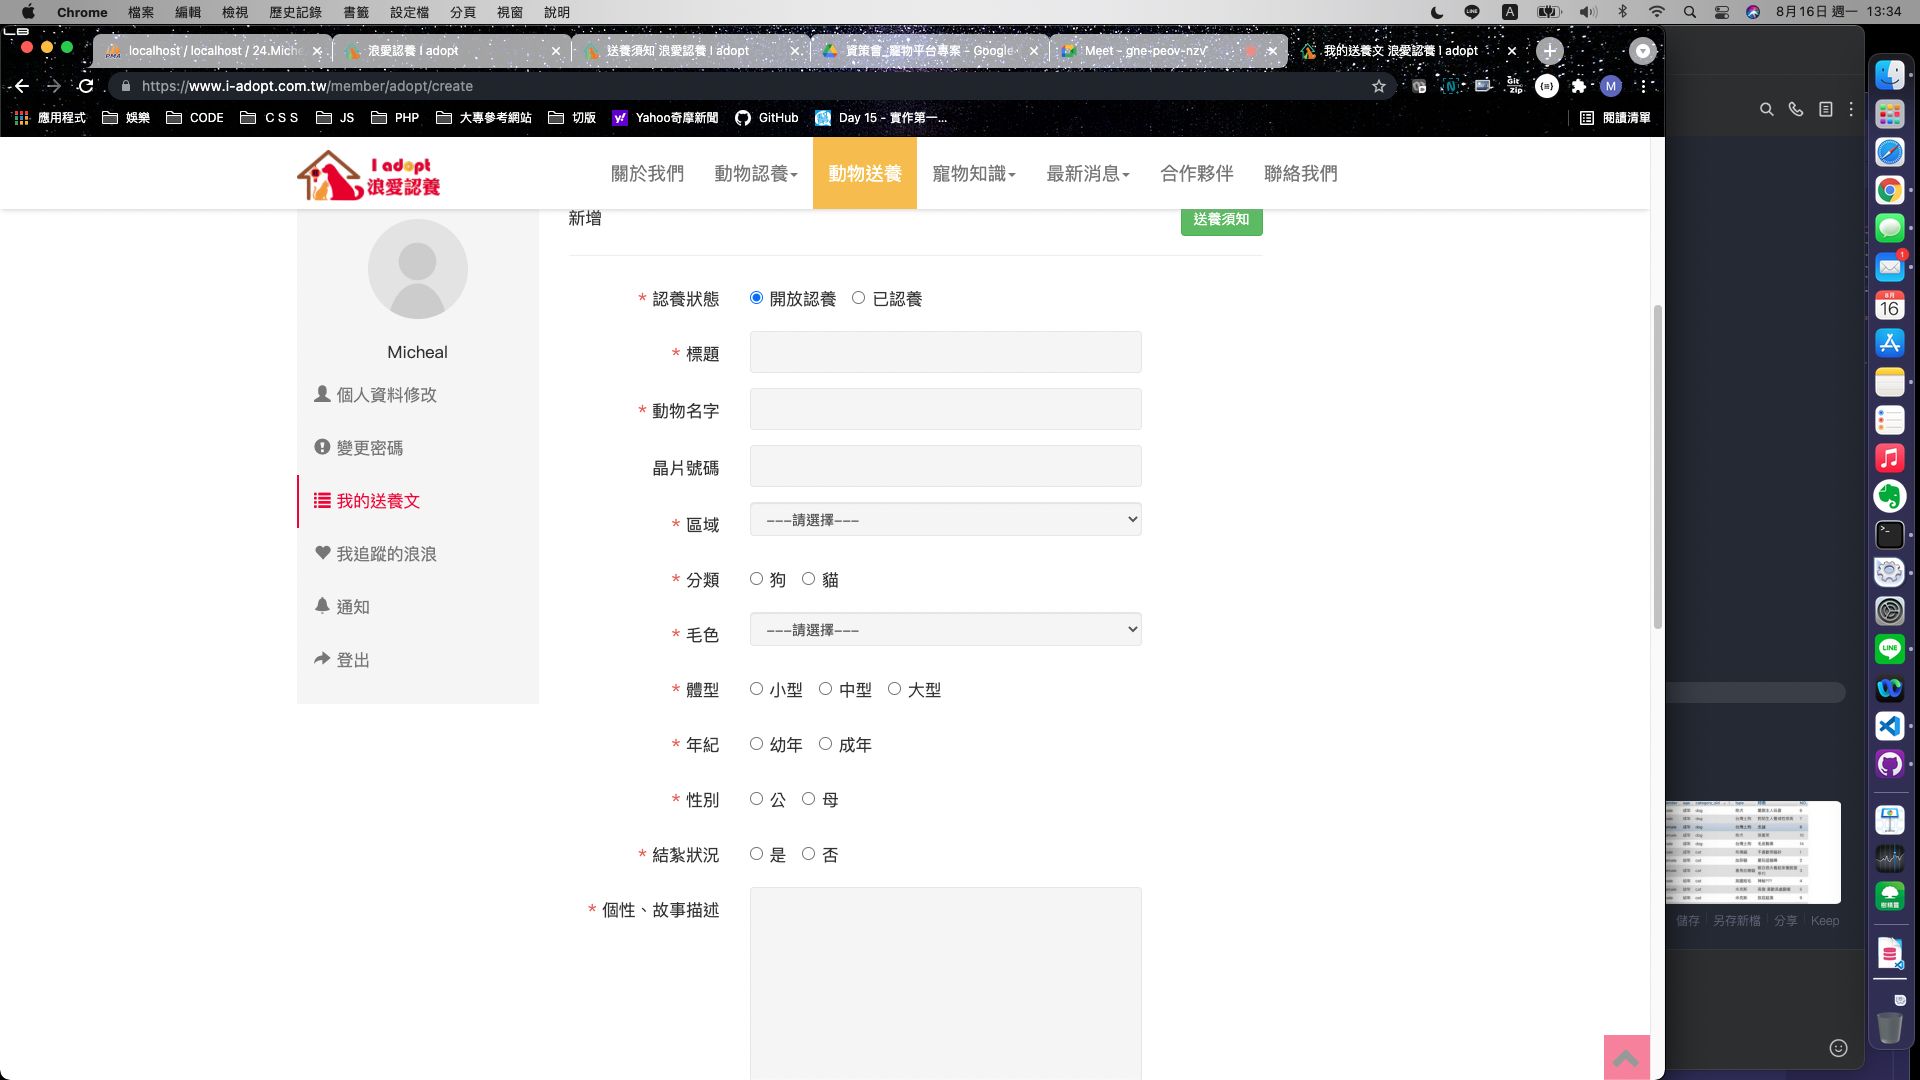 Chrome 檔案 編輯 檢視 歷史記錄 書籤 設定檔 分頁 視窗 說明 A 8月16日 週一 13:34
localhost / localhost / 24.Miche 浪愛認養 I adopt 送養須知 浪愛認養 I adopt 資策會_寵物平台專案 - Google Meet - gne-peov-nzv 我的送養文 浪愛認養 I adopt
https://www.i-adopt.com.tw/member/adopt/create
應用程式 娛樂 CODE C S S JS PHP 大專參考網站 切版 Yahoo奇摩新聞 GitHub Day 15 - 實作第一... 閱讀清單
I adopt
浪愛認養
關於我們 動物認養 動物送養 寵物知識 最新消息 合作夥伴 聯絡我們
新增 送養須知
Micheal
個人資料修改
變更密碼
我的送養文
我追蹤的浪浪
通知
登出
* 認養狀態 開放認養 已認養
* 標題
* 動物名字
晶片號碼
* 區域 ---請選擇---
* 分類 狗 貓
* 毛色 ---請選擇---
* 體型 小型 中型 大型
* 年紀 幼年 成年
* 性別 公 母
* 結紮狀況 是 否
* 個性、故事描述
儲存 另存新檔 分享 Keep
1
8月
16
LINE